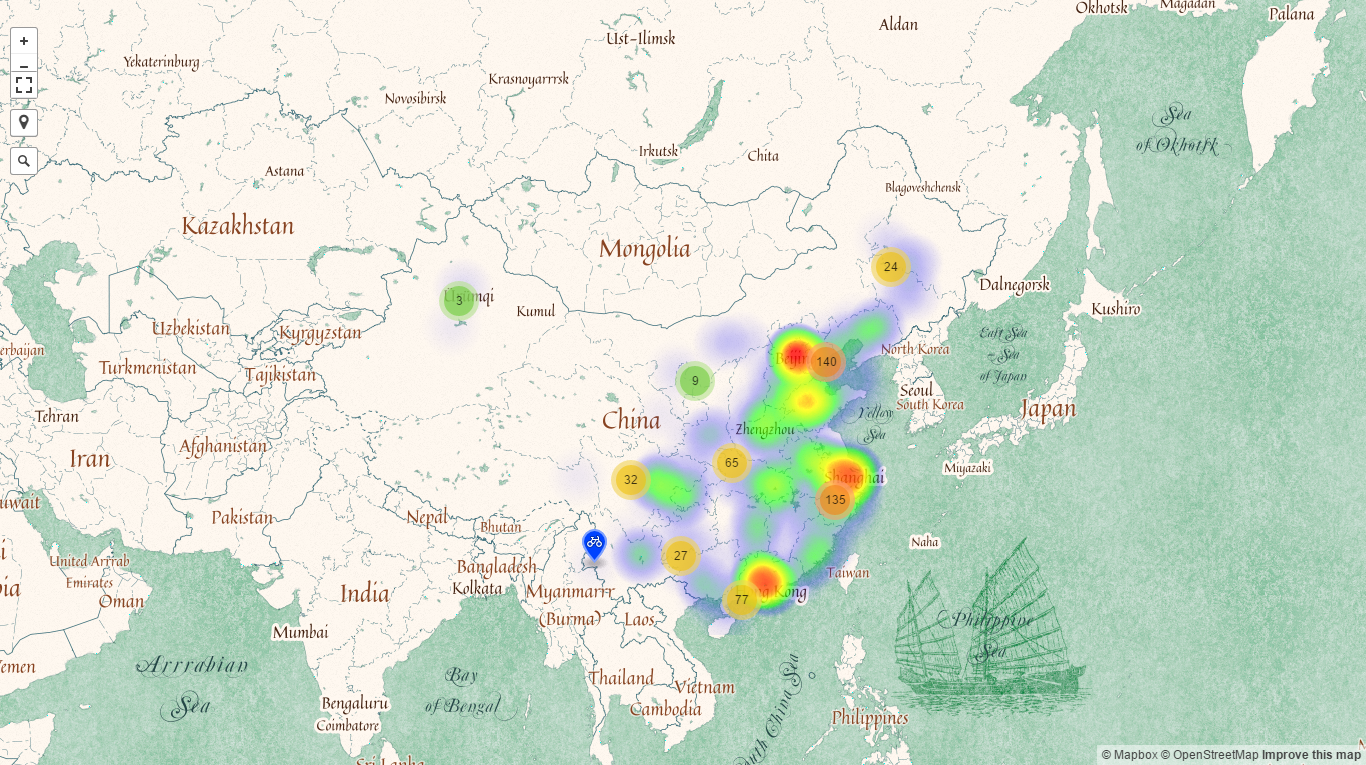 Okhotsk
Magadan
Palana
Aldan
Ust-Ilimsk
Yekaterinburg
Krasnoyarrrsk
Novosibirsk
Sea
of Okhotsk
Irkutsk
Chita
Astana
Blagoveshchensk
Kazakhstan
Mongolia
24
Dalnegorsk
3
Kumul
Kushiro
Uzbekistan
Kyrgyzstan
East Sea
~ Sea
of Japan
erbaijan
Turkmenistan
Tajikistan
140
North Korea
9
Seoul
South Korea
Tehran
China
Japan
Yellow
Sea
Zhengzhou
Afghanistan
Iran
65
Miyazaki
32
Shanghai
135
uwait
Pakistan
Nepal
Bhutan
Naha
27
United Arrrab
Emirates
Bangladesh
Taiwan
Oman
India
Kolkata
Myanmarrr
(Burma)
Laos
77
Hong Kong
Philippine
Sea
Mumbai
Arrrabian
Sea
emen
Bay
of Bengal
Thailand
Vietnam
Cambodia
Bengaluru
Coimbatore
South China Sea
Philippines
Sri Lanka
© Mapbox © OpenStreetMap Improve this map